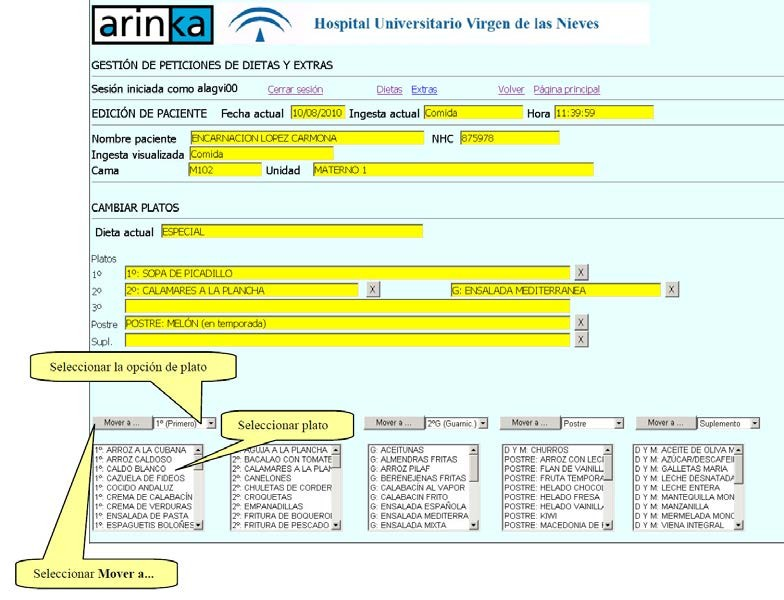 arinka Hospital Universitario Virgen de las Nieves
GESTIÓN DE PETICIONES DE DIETAS Y EXTRAS
Sesión iniciada como alagvi00 Cerrar sesión Dietas Extras Volver Página principal
EDICIÓN DE PACIENTE Fecha actual 10/08/2010 Ingesta actual Comida Hora 11:39:59
Nombre paciente ENCARNACION LOPEZ CARMONA NHC 875978
Ingesta visualizada Comida
Cama M102 Unidad MATERNO 1
CAMBIAR PLATOS
Dieta actual ESPECIAL
Platos
1º 1º: SOPA DE PICADILLO X
2º 2º: CALAMARES A LA PLANCHA X G: ENSALADA MEDITERRANEA X
3º
Postre POSTRE: MELÓN (en temporada) X
Supl. X
Seleccionar la opción de plato
Mover a ... 1º (Primero)
Seleccionar plato
Mover a ... 2ºG (Guarnic.) Mover a ... Postre Mover a ... Suplemento
1º: ARROZ A LA CUBANA
1º: ARROZ CALDOSO
1º: CALDO BLANCO
1º: CAZUELA DE FIDEOS
1º: COCIDO ANDALUZ
1º: CREMA DE CALABACÍN
1º: CREMA DE VERDURAS
1º: ENSALADA DE PASTA
1º: ESPAGUETIS BOLOÑES
AGUJA A LA PLANCHA
2º: BACALAO CON TOMATE
2º: CALAMARES A LA PLAN
2º: CANELONES
2º: CHULETAS DE CORDER
2º: CROQUETAS
2º: EMPANADILLAS
2º: FRITURA DE BOQUERO
2º: FRITURA DE PESCADO
G: ACEITUNAS
G: ALMENDRAS FRITAS
G: ARROZ PILAF
G: BERENEJENAS FRITAS
G: CALABACÍN AL VAPOR
G: CALABACIN FRITO
G: ENSALADA ESPAÑOLA
G: ENSALADA MEDITERRA
G: ENSALADA MIXTA
D Y M: CHURROS
POSTRE: ARROZ CON LEC
POSTRE: FLAN DE VAINILL
POSTRE: FRUTA TEMPORA
POSTRE: HELADO CHOCOL
POSTRE: HELADO FRESA
POSTRE: HELADO VAINILL
POSTRE: KIWI
POSTRE: MACEDONIA DE
D Y M: ACEITE DE OLIVA M
D Y M: AZÚCAR/DESCAFEI
D Y M: GALLETAS MARIA
D Y M: LECHE DESNATADA
D Y M: LECHE ENTERA
D Y M: MANTEQUILLA MON
D Y M: MANZANILLA
D Y M: MERMELADA MONO
D Y M: VIENA INTEGRAL
Seleccionar Mover a...